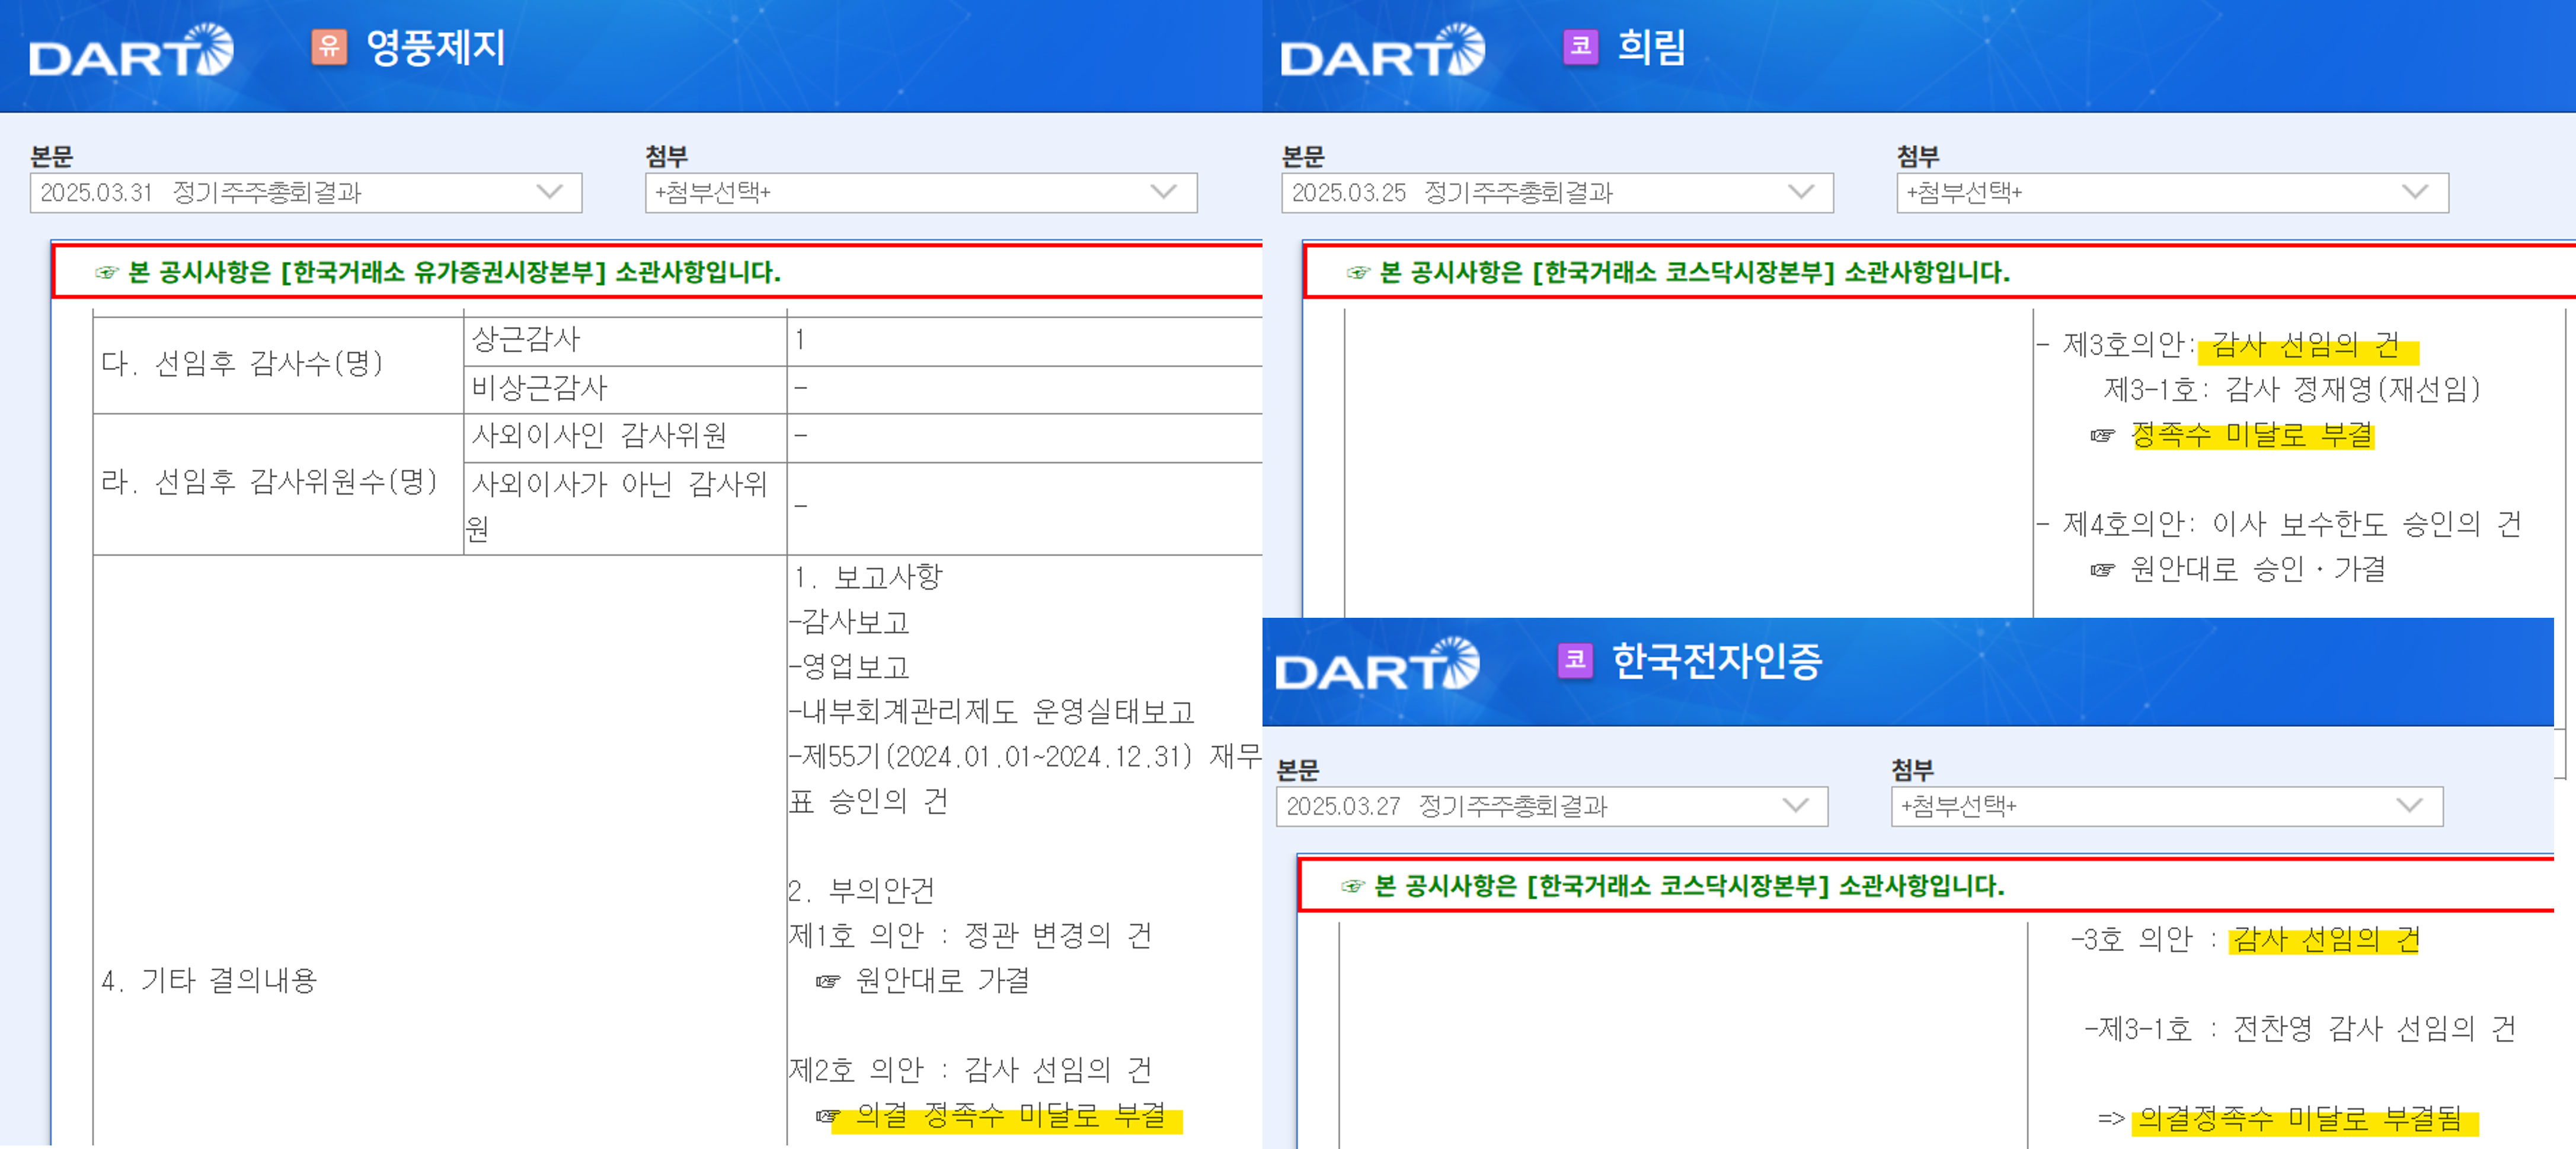 DART 유 영풍제지
본문
첨부
2025.03.31 정기주주총회결과
+첨부선택+
☞ 본 공시사항은 [한국거래소 유가증권시장본부] 소관사항입니다.
다. 선임후 감사수(명)
상근감사
1
비상근감사
-
라. 선임후 감사위원수(명)
사외이사인 감사위원
-
사외이사가 아닌 감사위
원
-
4. 기타 결의내용
1. 보고사항
-감사보고
-영업보고
-내부회계관리제도 운영실태보고
-제55기(2024.01.01~2024.12.31) 재무
표 승인의 건
2. 부의안건
제1호 의안 : 정관 변경의 건
☞ 원안대로 가결
제2호 의안 : 감사 선임의 건
☞ 의결 정족수 미달로 부결
DART 코 희림
본문
첨부
2025.03.25 정기주주총회결과
+첨부선택+
☞ 본 공시사항은 [한국거래소 코스닥시장본부] 소관사항입니다.
- 제3호의안: 감사 선임의 건
제3-1호: 감사 정재영(재선임)
☞ 정족수 미달로 부결
- 제4호의안: 이사 보수한도 승인의 건
☞ 원안대로 승인·가결
DART 코 한국전자인증
본문
첨부
2025.03.27 정기주주총회결과
+첨부선택+
☞ 본 공시사항은 [한국거래소 코스닥시장본부] 소관사항입니다.
-3호 의안 : 감사 선임의 건
-제3-1호 : 전찬영 감사 선임의 건
=> 의결정족수 미달로 부결됨